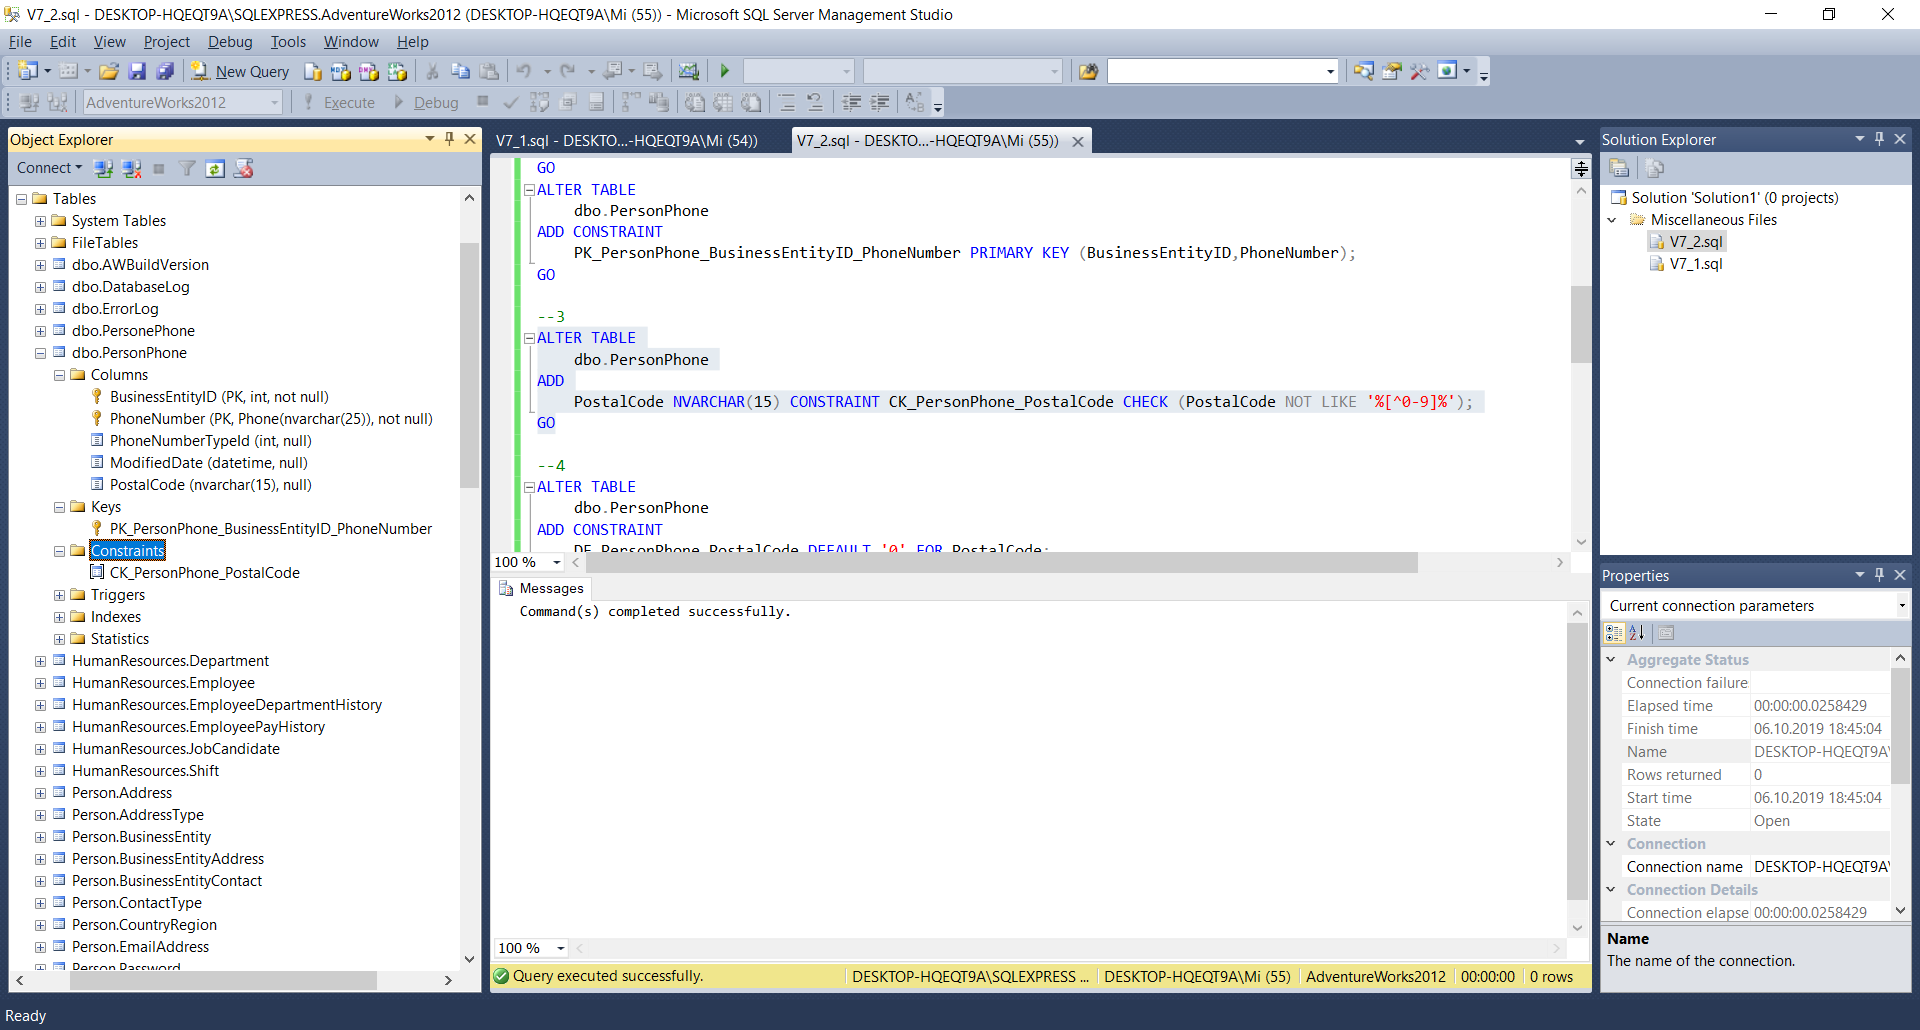 V7_2.sql - DESKTOP-HQEQT9A\SQLEXPRESS.AdventureWorks2012 (DESKTOP-HQEQT9A\Mi (55)) - Microsoft SQL Server Management Studio
File Edit View Project Debug Tools Window Help
New Query
AdventureWorks2012 Execute Debug
Object Explorer
Connect
Tables
System Tables
FileTables
dbo.AWBuildVersion
dbo.DatabaseLog
dbo.ErrorLog
dbo.PersonePhone
dbo.PersonPhone
Columns
BusinessEntityID (PK, int, not null)
PhoneNumber (PK, Phone(nvarchar(25)), not null)
PhoneNumberTypeId (int, null)
ModifiedDate (datetime, null)
PostalCode (nvarchar(15), null)
Keys
PK_PersonPhone_BusinessEntityID_PhoneNumber
Constraints
CK_PersonPhone_PostalCode
Triggers
Indexes
Statistics
HumanResources.Department
HumanResources.Employee
HumanResources.EmployeeDepartmentHistory
HumanResources.EmployeePayHistory
HumanResources.JobCandidate
HumanResources.Shift
Person.Address
Person.AddressType
Person.BusinessEntity
Person.BusinessEntityAddress
Person.BusinessEntityContact
Person.ContactType
Person.CountryRegion
Person.EmailAddress
Person.Password
V7_1.sql - DESKTO...-HQEQT9A\Mi (54))
V7_2.sql - DESKTO...-HQEQT9A\Mi (55))
GO
ALTER TABLE
dbo.PersonPhone
ADD CONSTRAINT
PK_PersonPhone_BusinessEntityID_PhoneNumber PRIMARY KEY (BusinessEntityID,PhoneNumber);
GO
--3
ALTER TABLE
dbo.PersonPhone
ADD
PostalCode NVARCHAR(15) CONSTRAINT CK_PersonPhone_PostalCode CHECK (PostalCode NOT LIKE '%[^0-9]%');
GO
--4
ALTER TABLE
dbo.PersonPhone
ADD CONSTRAINT
DF_PersonPhone_PostalCode DEFAULT '0' FOR PostalCode;
100 %
Messages
Command(s) completed successfully.
100 %
Query executed successfully. DESKTOP-HQEQT9A\SQLEXPRESS ... DESKTOP-HQEQT9A\Mi (55) AdventureWorks2012 00:00:00 0 rows
Solution Explorer
Solution 'Solution1' (0 projects)
Miscellaneous Files
V7_2.sql
V7_1.sql
Properties
Current connection parameters
Aggregate Status
Connection failure
Elapsed time 00:00:00.0258429
Finish time 06.10.2019 18:45:04
Name DESKTOP-HQEQT9A\
Rows returned 0
Start time 06.10.2019 18:45:04
State Open
Connection
Connection name DESKTOP-HQEQT9A\
Connection Details
Connection elapse 00:00:00.0258429
Name
The name of the connection.
Ready